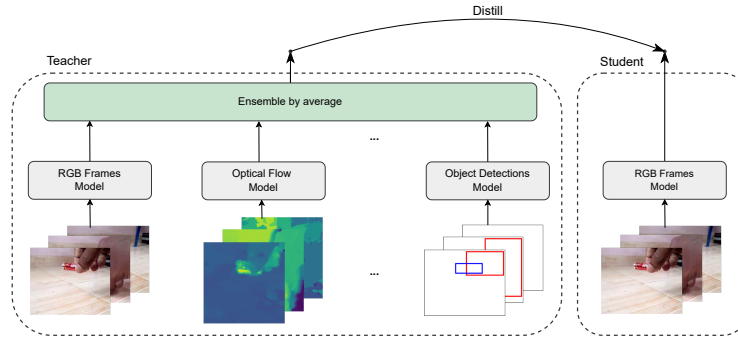 Distill
Teacher
Student
Ensemble by average
...
RGB Frames
Model
Optical Flow
Model
Object Detections
Model
RGB Frames
Model
...